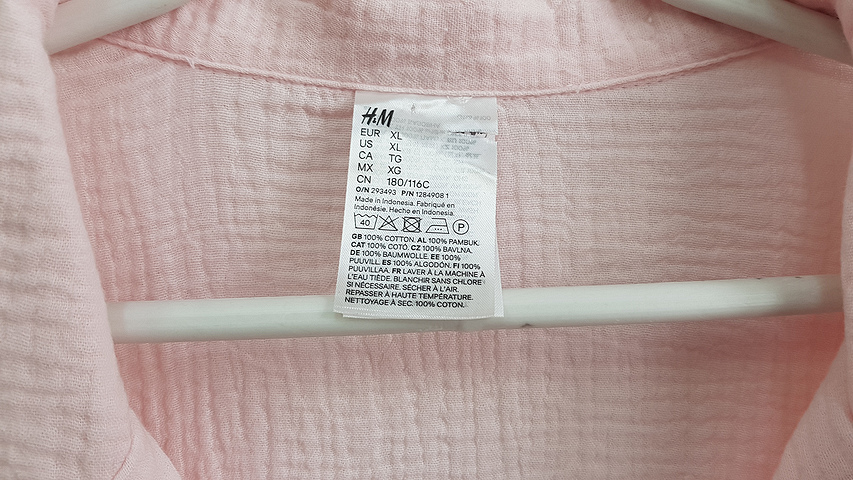 H&M
EUR XL
US XL
CA TG
MX XG
CN 180/116C
O/N 293493 P/N 1284908 1
Made in Indonesia. Fabriqué en
Indonésie. Hecho en Indonesia.
40 P
GB 100% COTTON. AL 100% PAMBUK.
CAT 100% COTÓ. CZ 100% BAVLNA.
DE 100% BAUMWOLLE. EE 100%
PUUVILL. ES 100% ALGODÓN. FI 100%
PUUVILLAA. FR LAVER À LA MACHINE À
L'EAU TIÈDE. BLANCHIR SANS CHLORE
SI NÉCESSAIRE. SÉCHER À L'AIR.
REPASSER À HAUTE TEMPÉRATURE.
NETTOYAGE À SEC. 100% COTON.